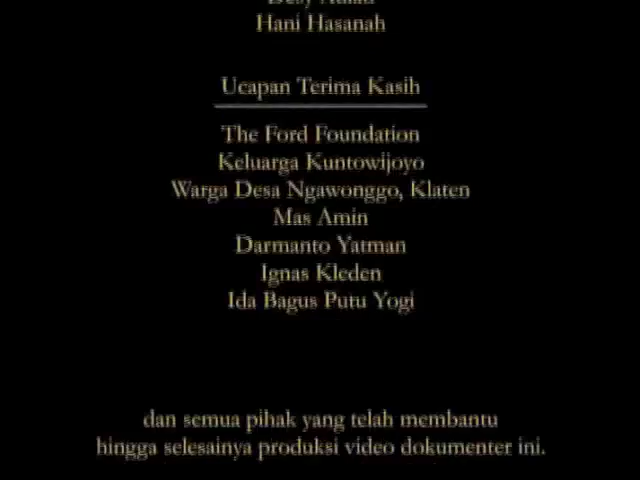 Hani Hasanah
Ucapan Terima Kasih
The Ford Foundation
Keluarga Kuntowijoyo
Warga Desa Ngawonggo, Klaten
Mas Amin
Darmanto Yatman
Ignas Kleden
Ida Bagus Putu Yogi
dan semua pihak yang telah membantu
hingga selesainya produksi video dokumenter ini.